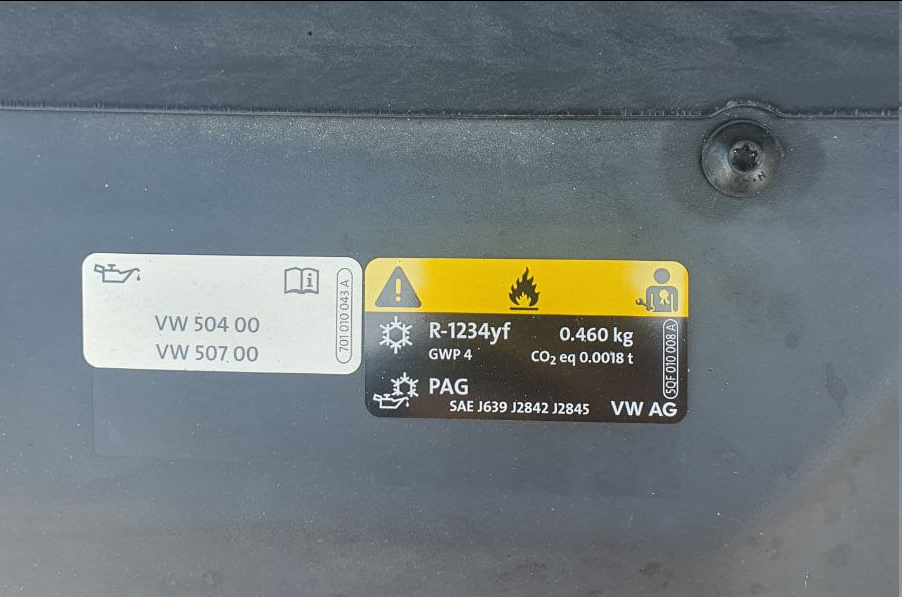 VW 504 00
VW 507 00
701 010 043 A
R-1234yf 0.460 kg
GWP 4 CO₂ eq 0.0018 t
PAG
SAE J639 J2842 J2845 VW AG
5QF 010 008 A